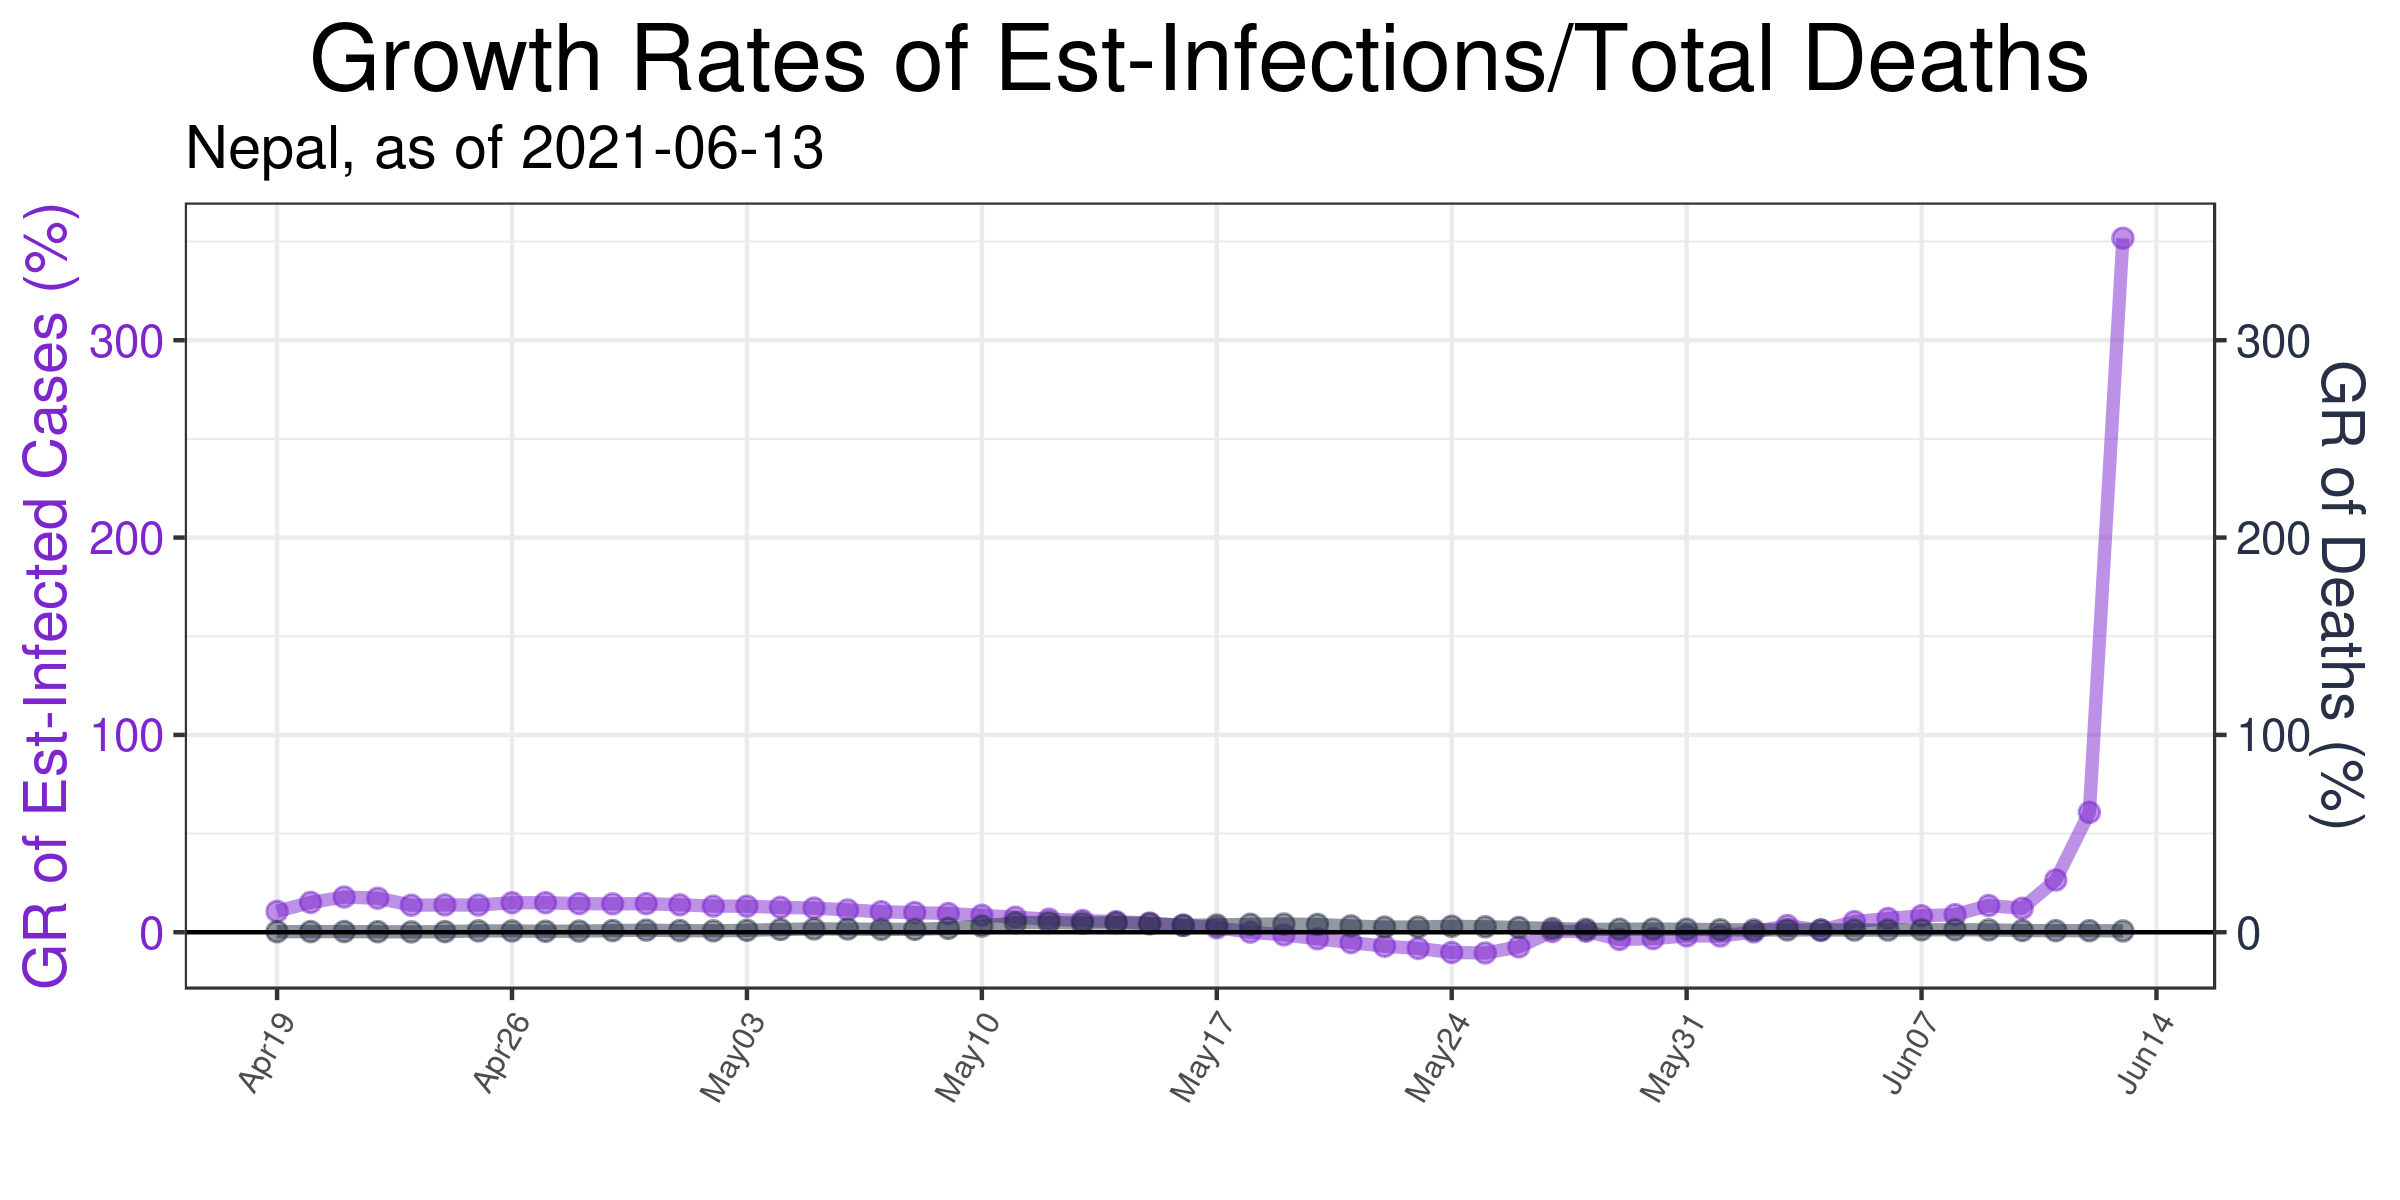 Growth Rates of Est-Infections/Total Deaths
Nepal, as of 2021-06-13
GR of Est-Infected Cases (%)
300
200
100
0
300
200
100
0
GR of Deaths (%)
Apr19
Apr26
May03
May10
May17
May24
May31
Jun07
Jun14